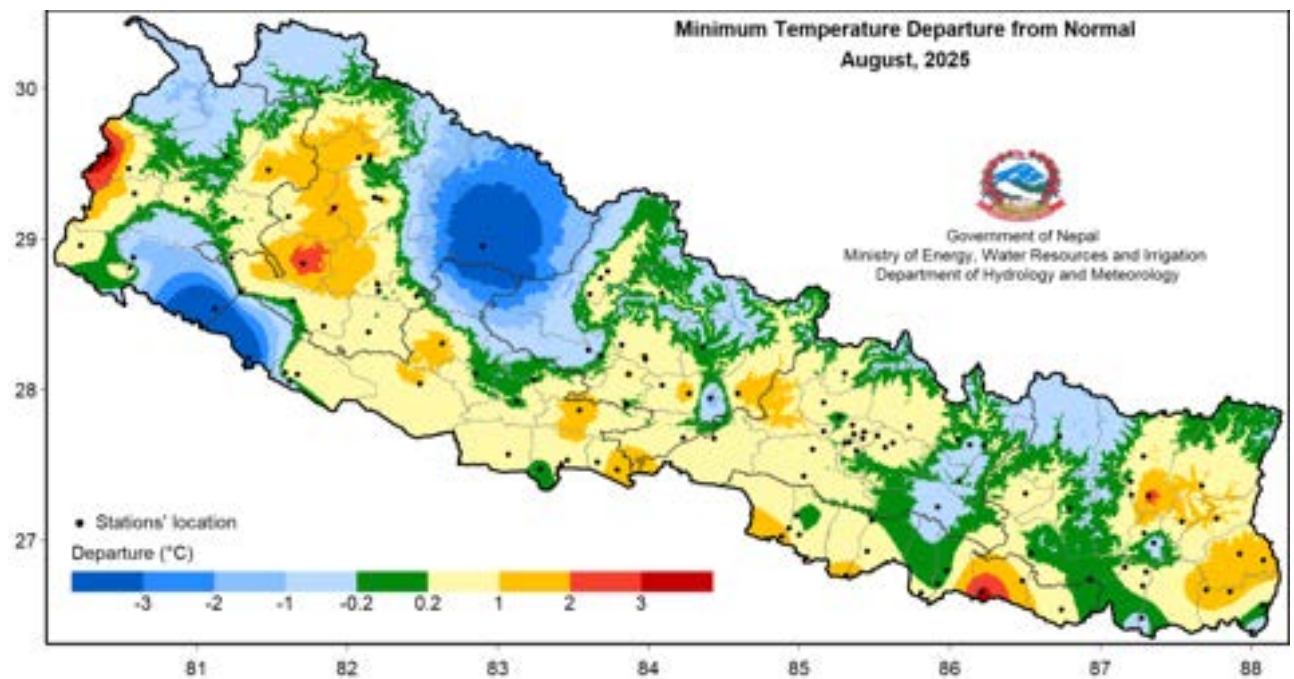 Minimum Temperature Departure from Normal
August, 2025
Government of Nepal
Ministry of Energy, Water Resources and Irrigation
Department of Hydrology and Meteorology
30
29
28
27
Stations' location
Departure (°C)
-3 -2 -1 -0.2 0.2 1 2 3
81 82 83 84 85 86 87 88